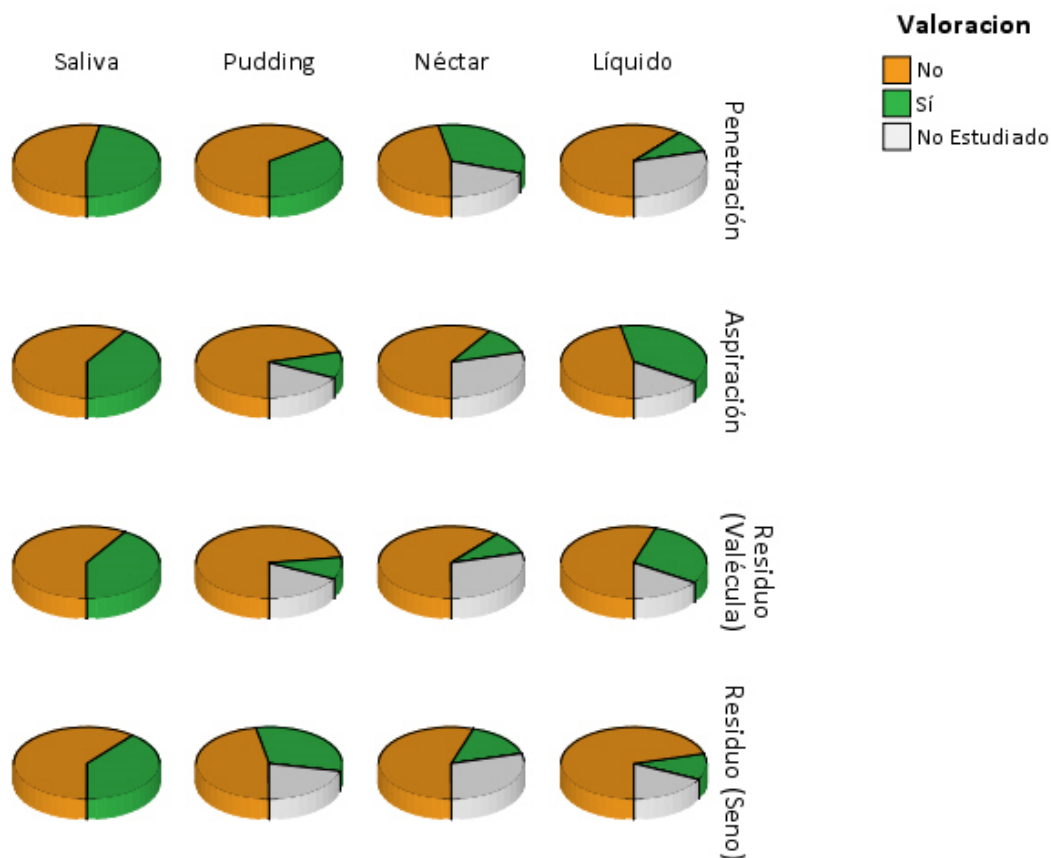 Valoracion
No
Sí
No Estudiado
Saliva Pudding Néctar Líquido
Penetración
Aspiración
Residuo
(Valécula)
Residuo (Seno)